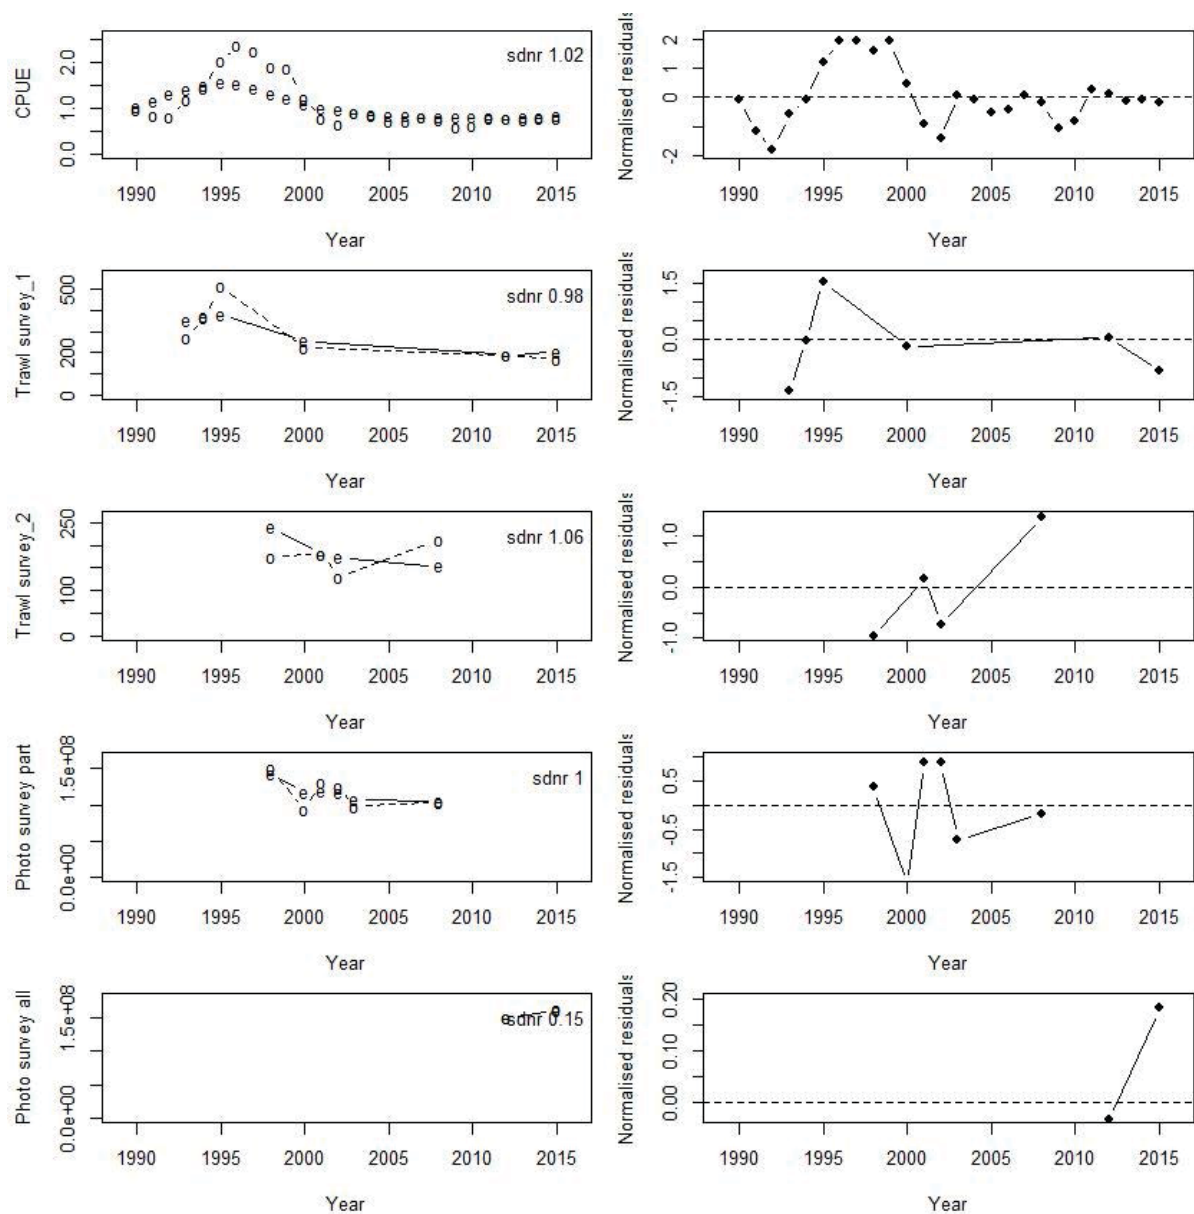 CPUE
0.0 1.0 2.0
sdnr 1.02
1990 1995 2000 2005 2010 2015
Year
Normalised residuals
-2 0 1 2
1990 1995 2000 2005 2010 2015
Year
Trawl survey_1
0 200 500
sdnr 0.98
1990 1995 2000 2005 2010 2015
Year
Normalised residuals
-1.5 0.0 1.5
1990 1995 2000 2005 2010 2015
Year
Trawl survey_2
0 100 250
sdnr 1.06
1990 1995 2000 2005 2010 2015
Year
Normalised residuals
-1.0 0.0 1.0
1990 1995 2000 2005 2010 2015
Year
Photo survey part
0.0e+00 1.5e+08
sdnr 1
1990 1995 2000 2005 2010 2015
Year
Normalised residuals
-1.5 -0.5 0.5
1990 1995 2000 2005 2010 2015
Year
Photo survey all
0.0e+00 1.5e+08
sdnr 0.15
1990 1995 2000 2005 2010 2015
Year
Normalised residuals
0.00 0.10 0.20
1990 1995 2000 2005 2010 2015
Year